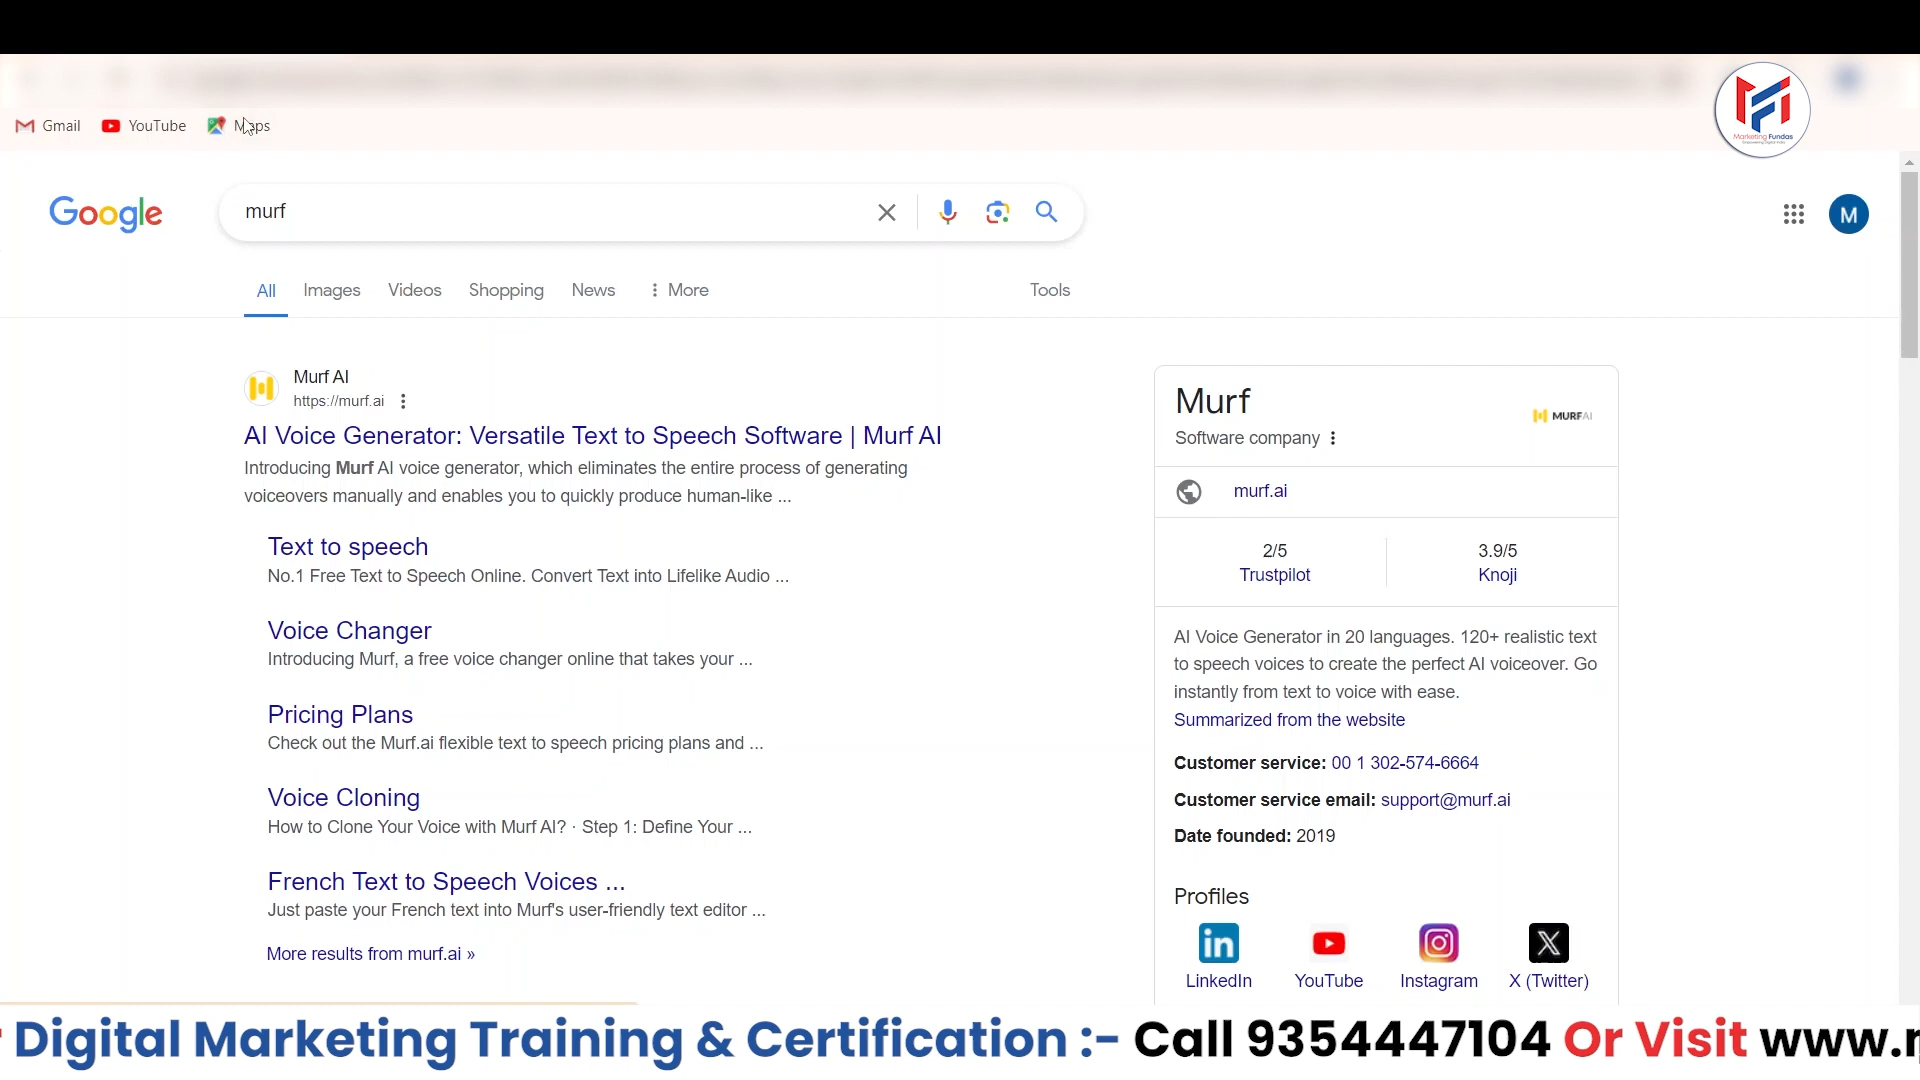 Gmail YouTube Maps
Marketing Fundas
Google
murf
M
All Images Videos Shopping News More Tools
Murf AI
https://murf.ai
AI Voice Generator: Versatile Text to Speech Software | Murf AI
Introducing Murf AI voice generator, which eliminates the entire process of generating
voiceovers manually and enables you to quickly produce human-like ...
Text to speech
No.1 Free Text to Speech Online. Convert Text into Lifelike Audio ...
Voice Changer
Introducing Murf, a free voice changer online that takes your ...
Pricing Plans
Check out the Murf.ai flexible text to speech pricing plans and ...
Voice Cloning
How to Clone Your Voice with Murf AI? · Step 1: Define Your ...
French Text to Speech Voices ...
Just paste your French text into Murf's user-friendly text editor ...
More results from murf.ai »
Murf
MURFAI
Software company
murf.ai
2/5 3.9/5
Trustpilot Knoji
AI Voice Generator in 20 languages. 120+ realistic text
to speech voices to create the perfect AI voiceover. Go
instantly from text to voice with ease.
Summarized from the website
Customer service: 00 1 302-574-6664
Customer service email: support@murf.ai
Date founded: 2019
Profiles
LinkedIn YouTube Instagram X (Twitter)
Digital Marketing Training & Certification :- Call 9354447104 Or Visit www.